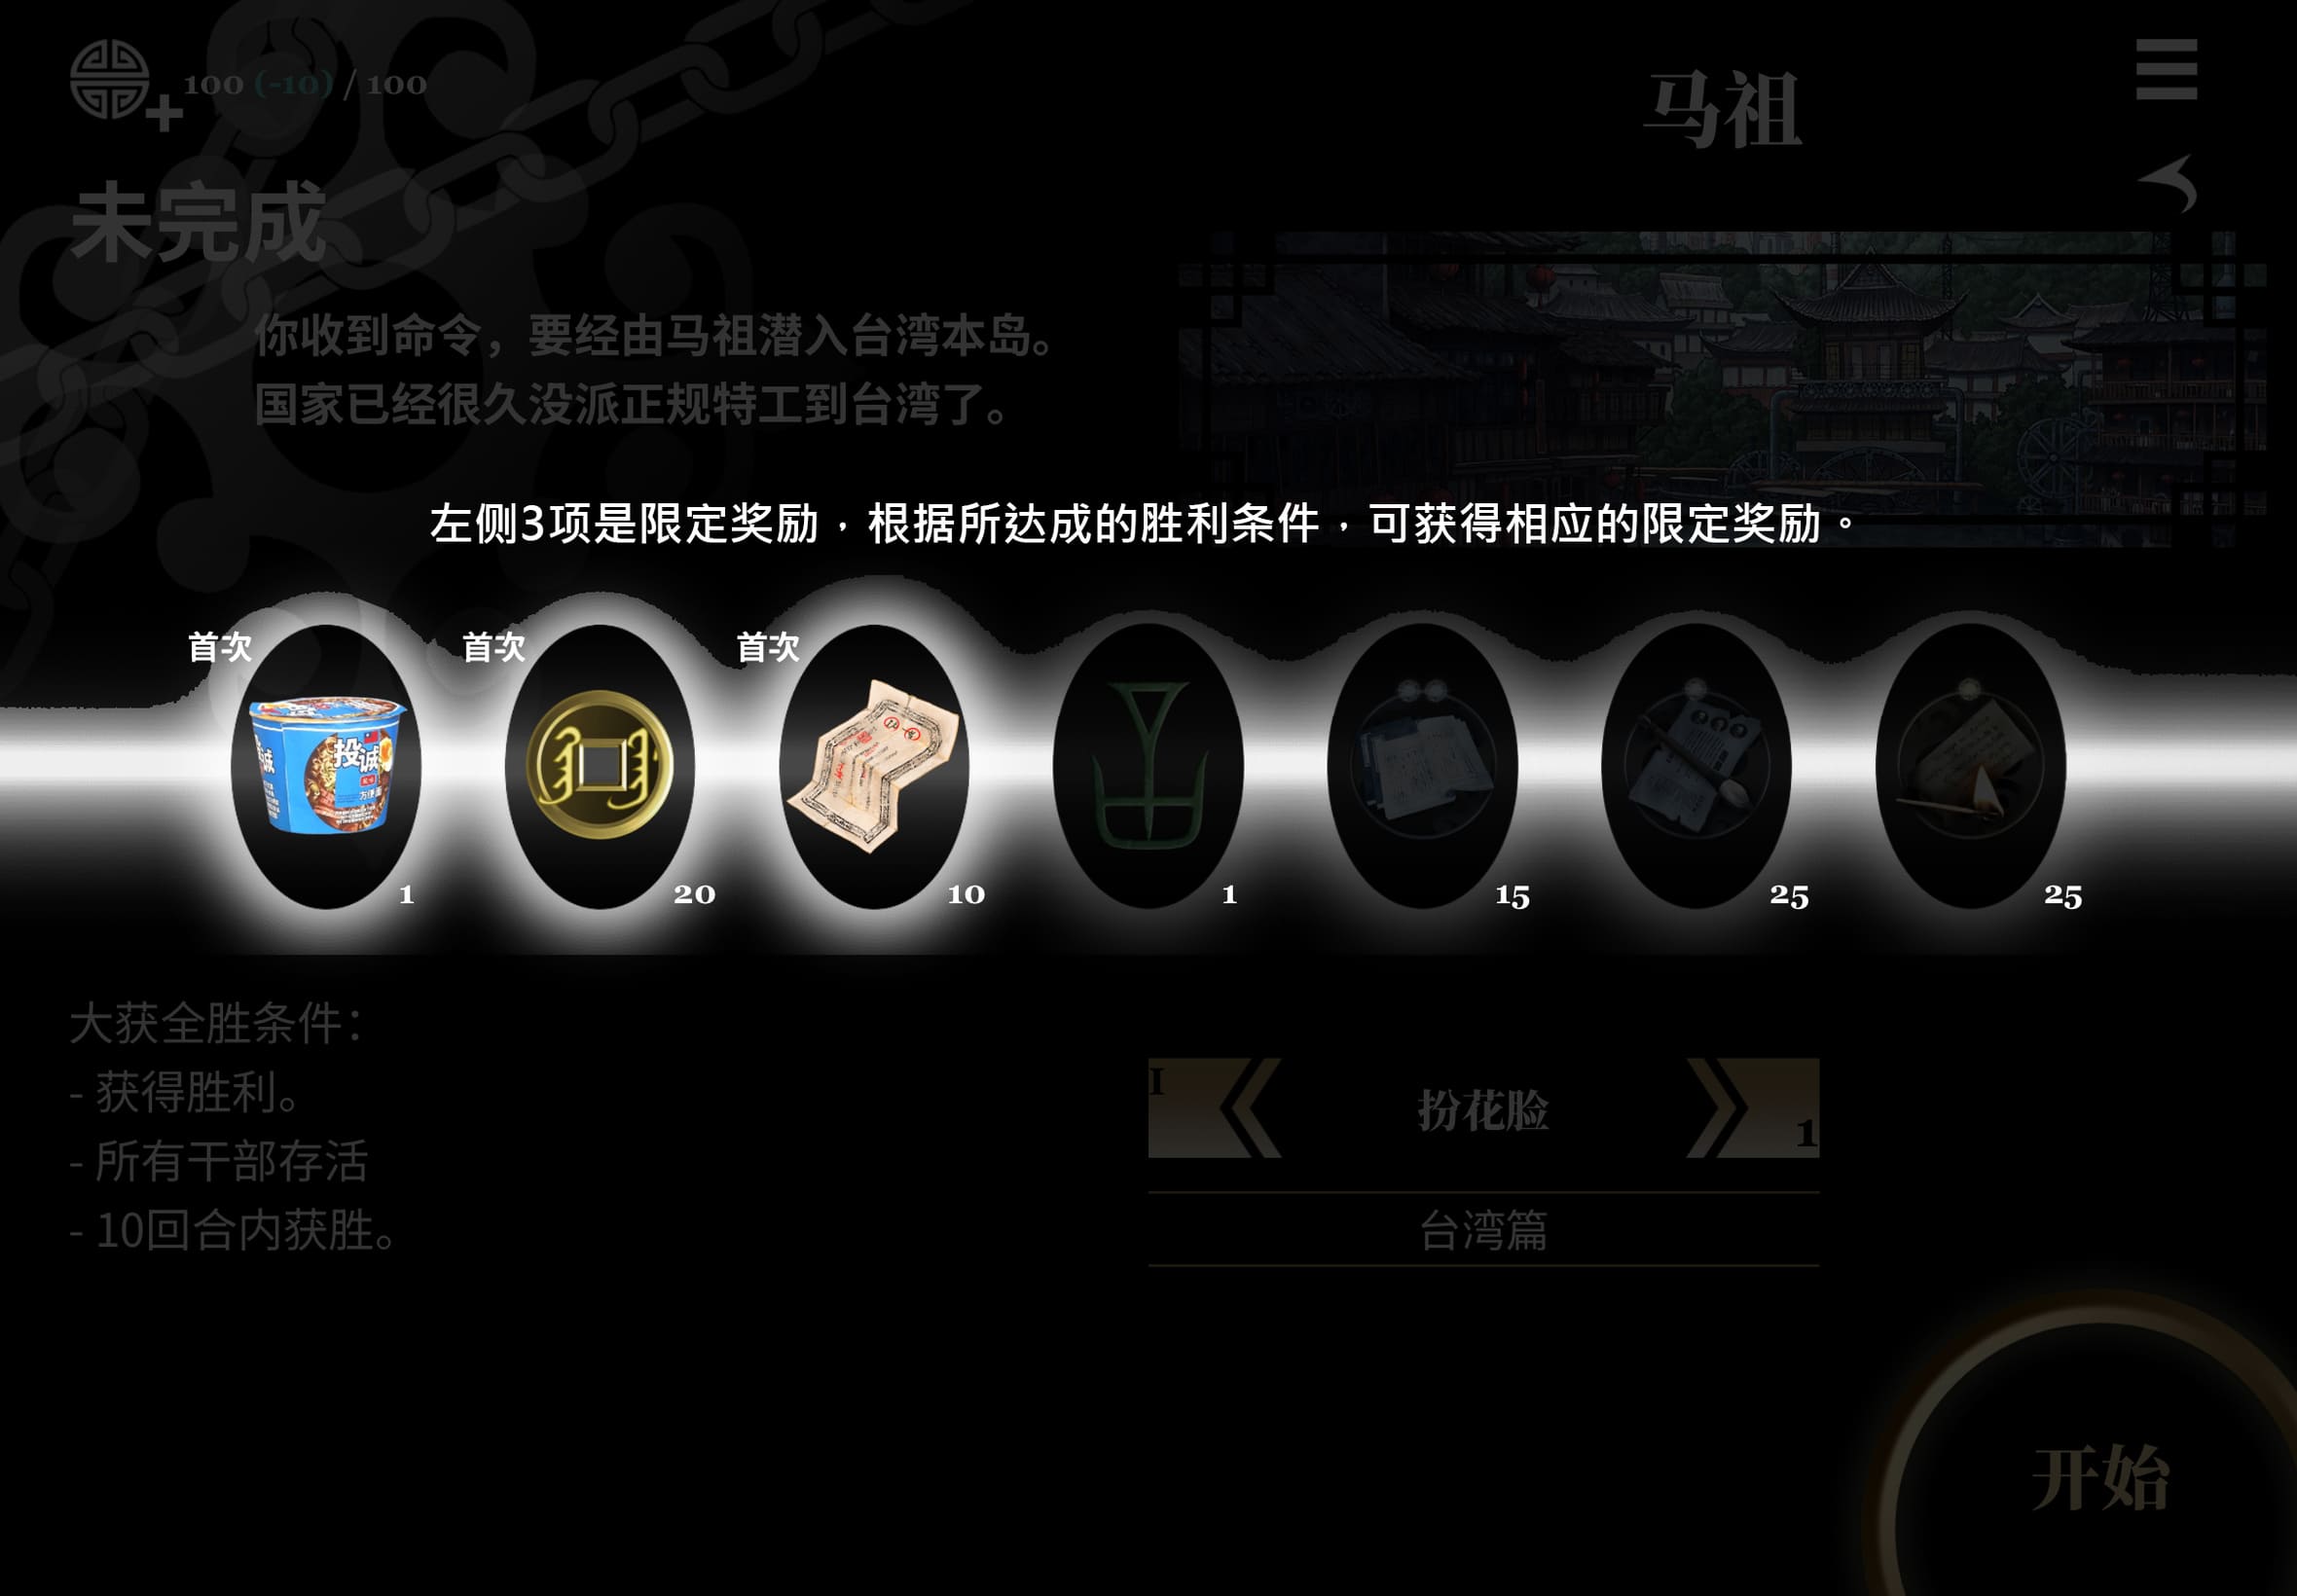 100 (-10) / 100
马祖
未完成
你收到命令，要经由马祖潜入台湾本岛。
国家已经很久没派正规特工到台湾了。
左侧3项是限定奖励，根据所达成的胜利条件，可获得相应的限定奖励。
首次
首次
首次
投诚
方便面
1
20
10
1
15
25
25
大获全胜条件：
- 获得胜利。
- 所有干部存活
- 10回合内获胜。
I
扮花脸
1
台湾篇
开始